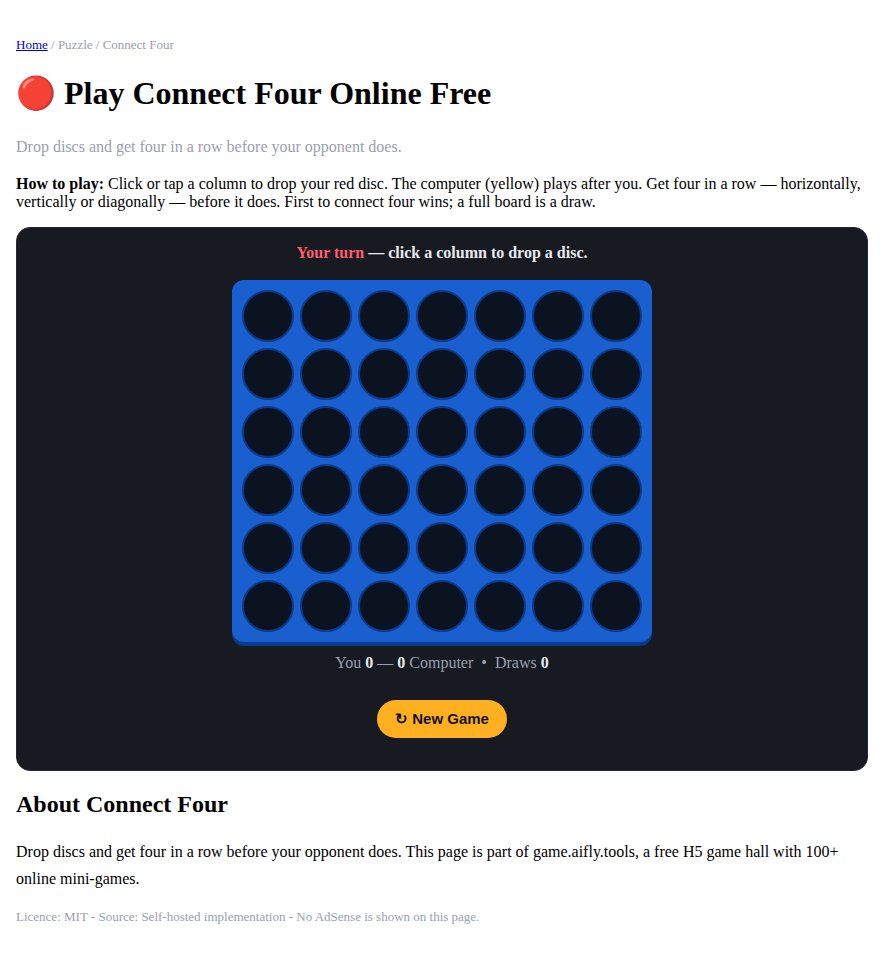 Home / Puzzle / Connect Four
🔴 Play Connect Four Online Free
Drop discs and get four in a row before your opponent does.
How to play: Click or tap a column to drop your red disc. The computer (yellow) plays after you. Get four in a row — horizontally,
vertically or diagonally — before it does. First to connect four wins; a full board is a draw.
Your turn — click a column to drop a disc.
You 0 — 0 Computer • Draws 0
↻ New Game
About Connect Four
Drop discs and get four in a row before your opponent does. This page is part of game.aifly.tools, a free H5 game hall with 100+
online mini-games.
Licence: MIT - Source: Self-hosted implementation - No AdSense is shown on this page.